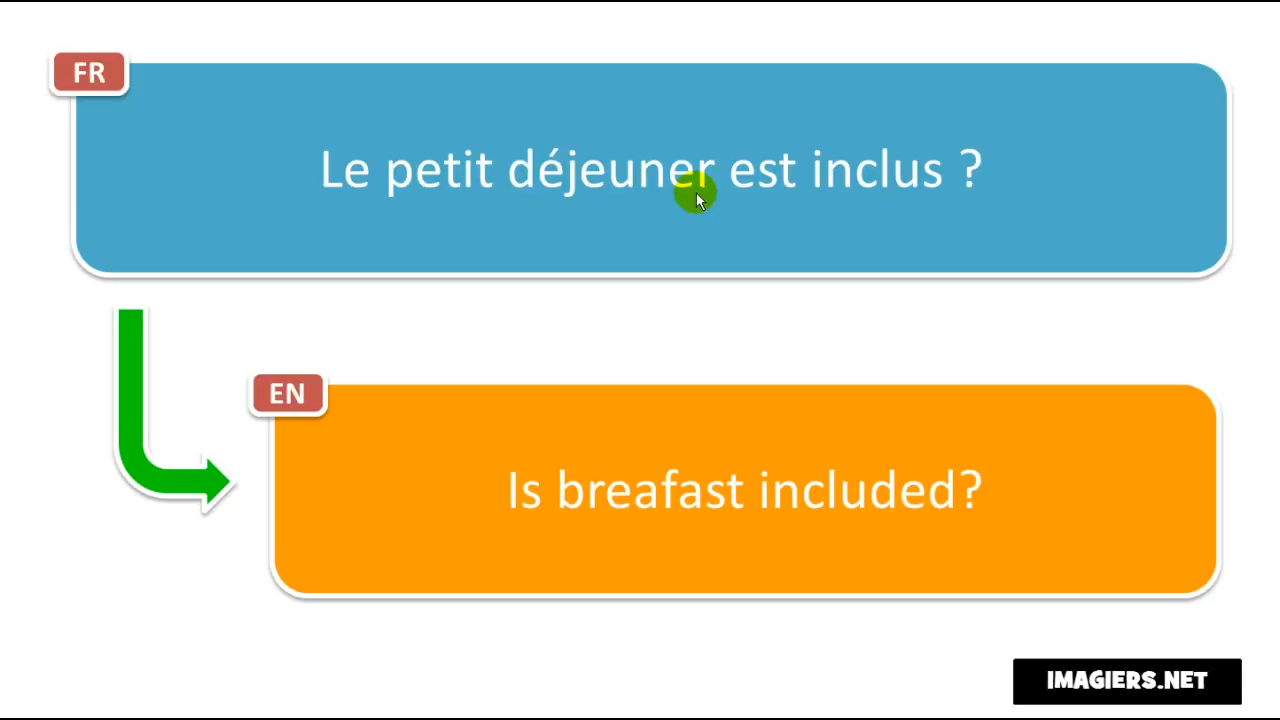 FR
Le petit déjeuner est inclus ?
EN
Is breafast included?
IMAGIERS.NET